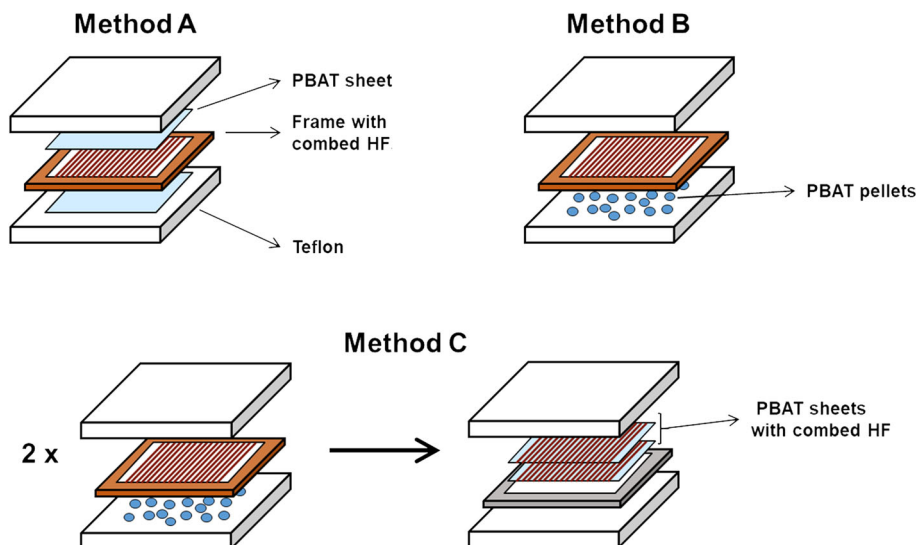 Method A
Method B
PBAT sheet
Frame with
combed HF
PBAT pellets
Teflon
Method C
2 x
PBAT sheets
with combed HF